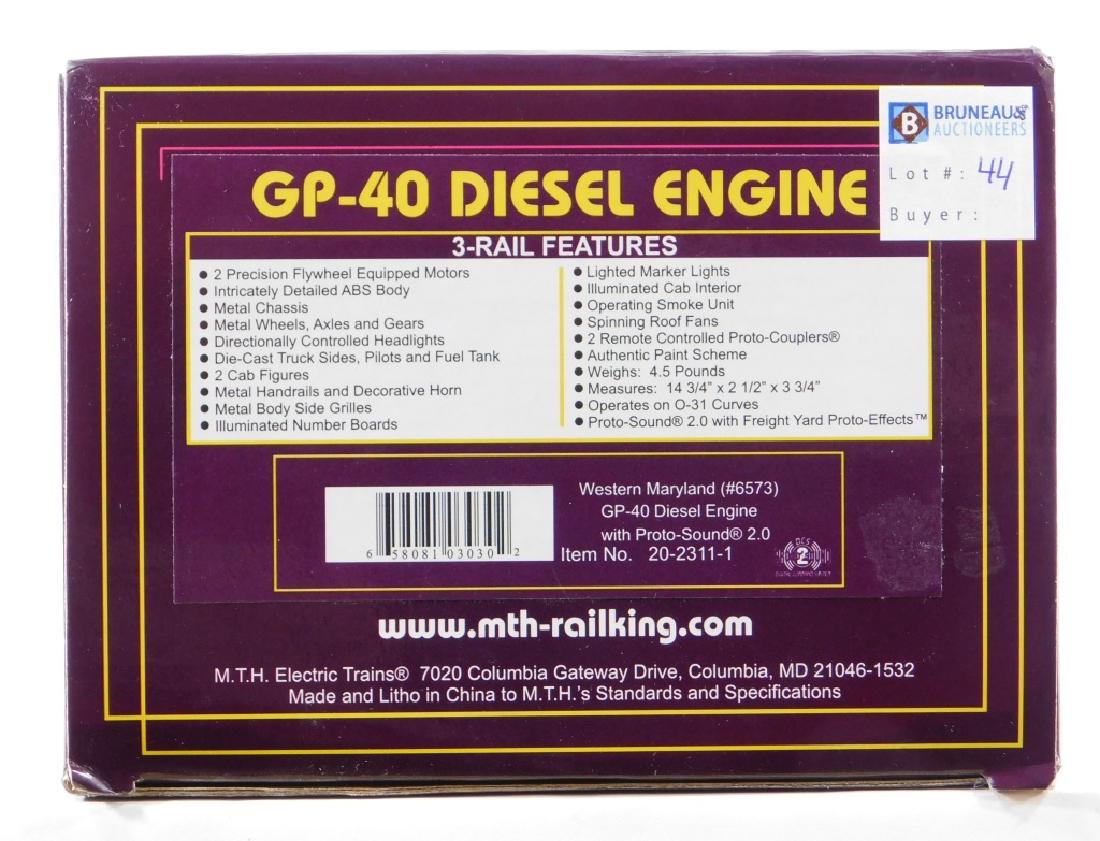 BRUNEAU &
AUCTIONEERS
B
Lot #: 44
Buyer:
GP-40 DIESEL ENGINE
3-RAIL FEATURES
• 2 Precision Flywheel Equipped Motors
• Intricately Detailed ABS Body
• Metal Chassis
• Metal Wheels, Axles and Gears
• Directionally Controlled Headlights
• Die-Cast Truck Sides, Pilots and Fuel Tank
• 2 Cab Figures
• Metal Handrails and Decorative Horn
• Metal Body Side Grilles
• Illuminated Number Boards
• Lighted Marker Lights
• Illuminated Cab Interior
• Operating Smoke Unit
• Spinning Roof Fans
• 2 Remote Controlled Proto-Couplers®
• Authentic Paint Scheme
• Weighs: 4.5 Pounds
• Measures: 14 3/4" x 2 1/2" x 3 3/4"
• Operates on O-31 Curves
• Proto-Sound® 2.0 with Freight Yard Proto-Effects™
6 58081 03030 2
Western Maryland (#6573)
GP-40 Diesel Engine
with Proto-Sound® 2.0
Item No. 20-2311-1
DCS
2
www.mth-railking.com
M.T.H. Electric Trains® 7020 Columbia Gateway Drive, Columbia, MD 21046-1532
Made and Litho in China to M.T.H.'s Standards and Specifications